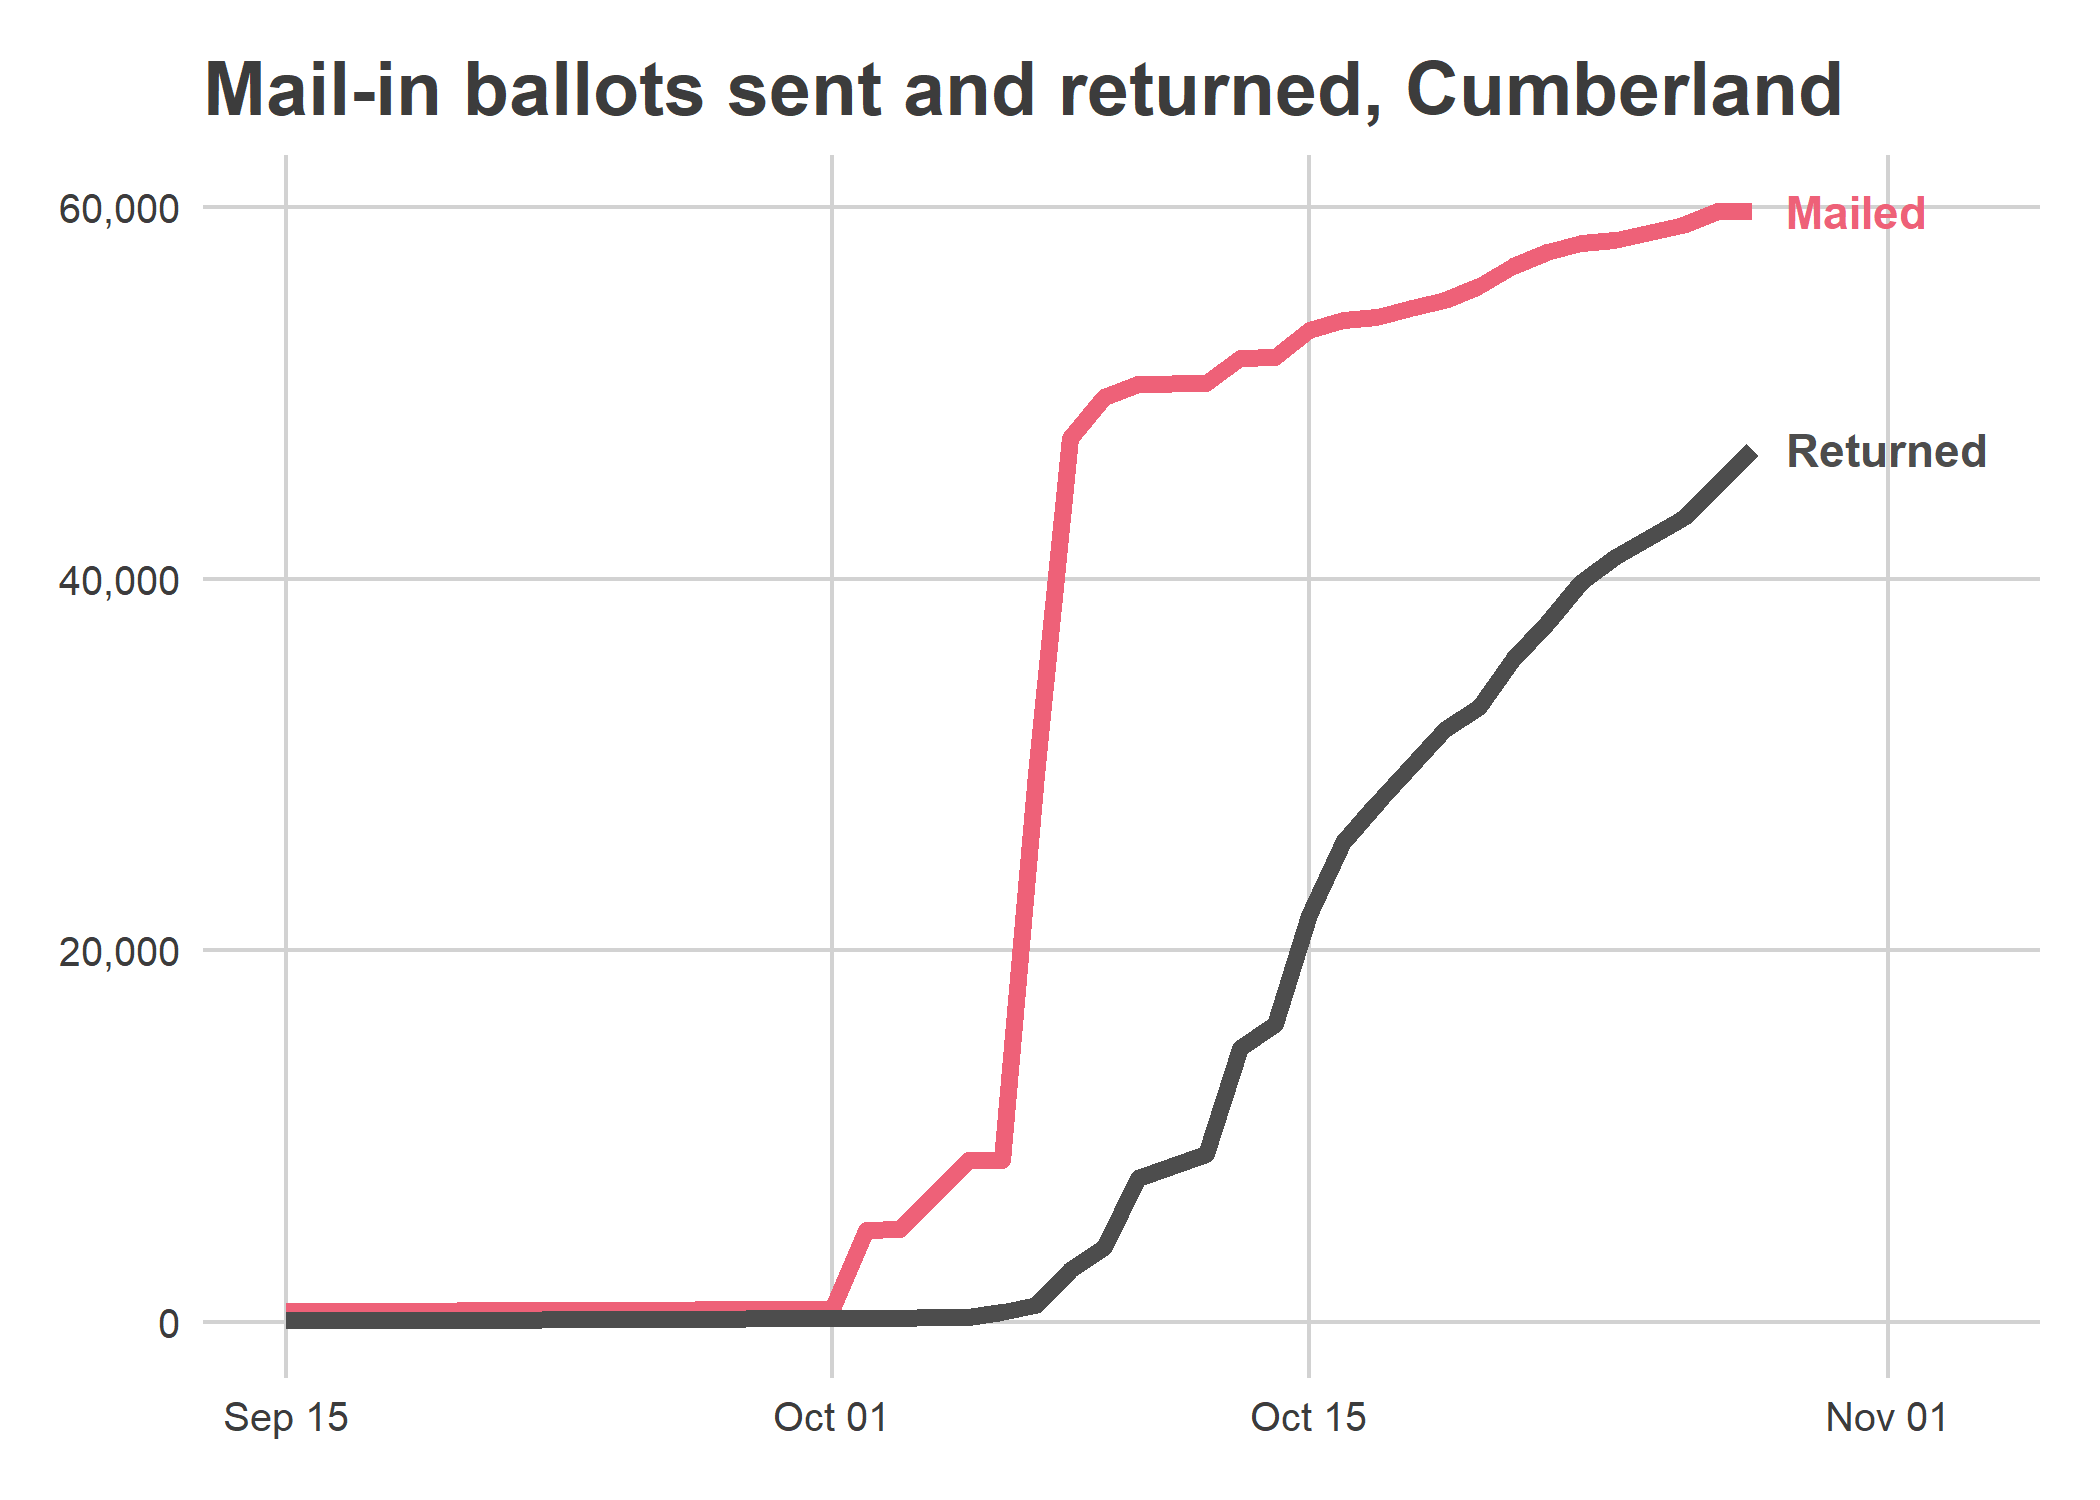 Mail-in ballots sent and returned, Cumberland
60,000
Mailed
Returned
40,000
20,000
0
Sep 15
Oct 01
Oct 15
Nov 01